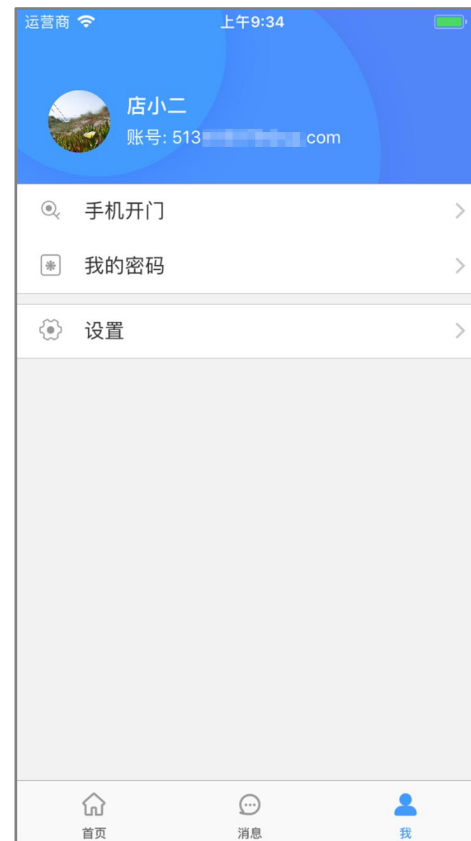 运营商 上午9:34
店小二
账号: 513 com
手机开门
我的密码
设置
首页 消息 我